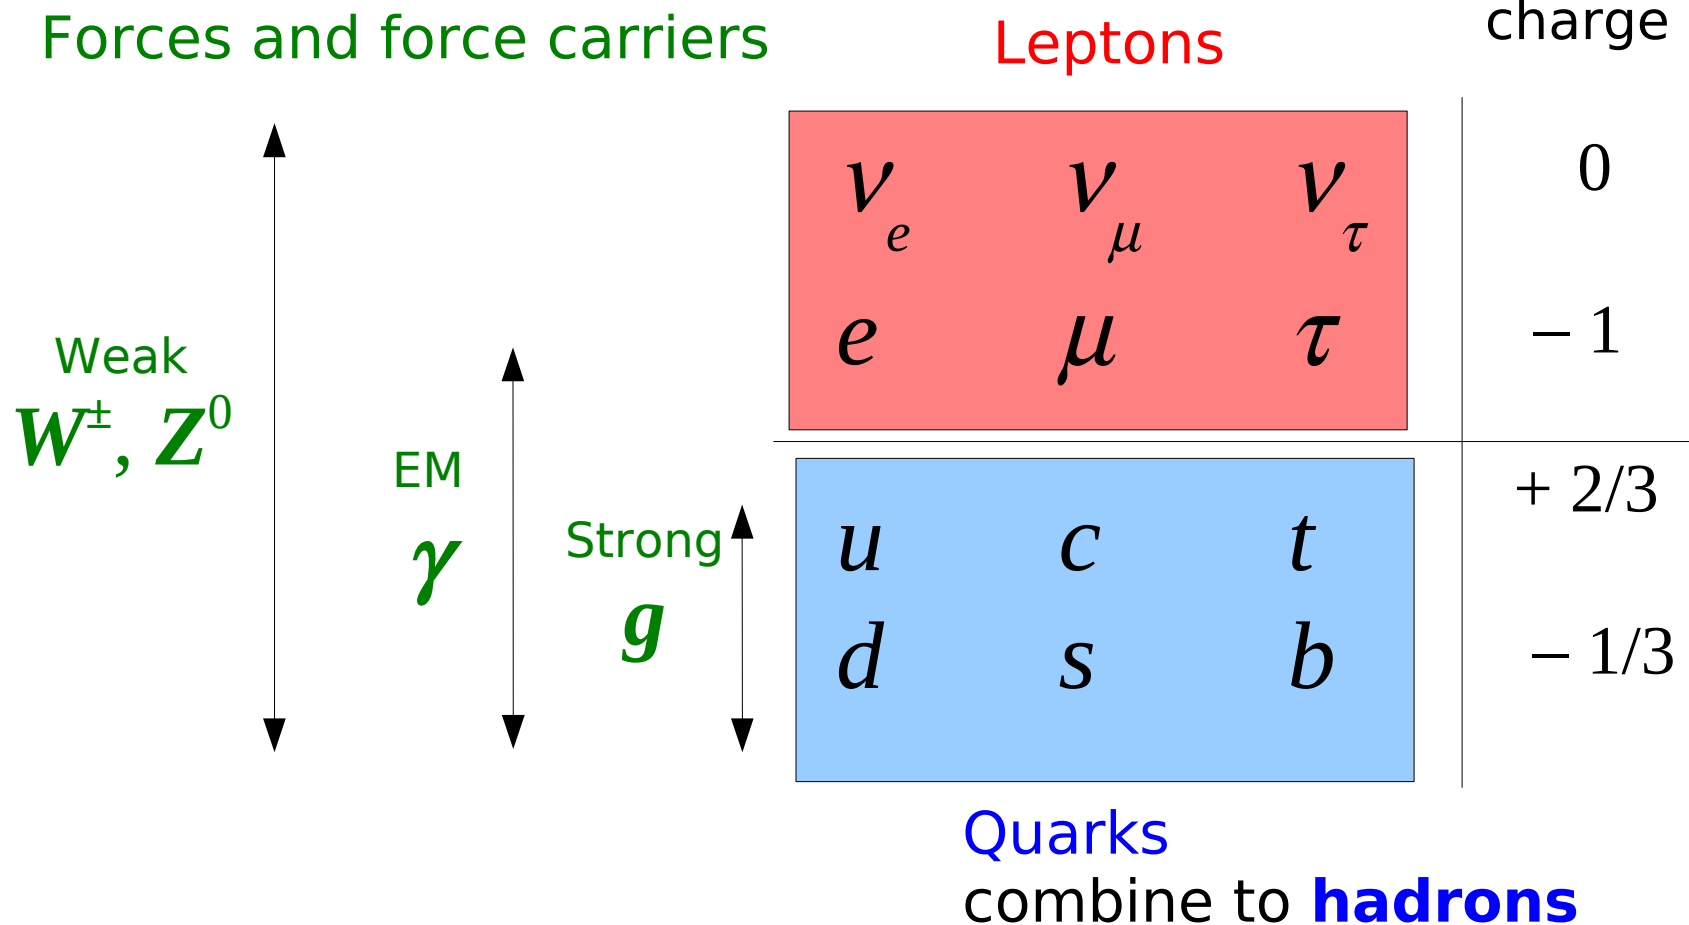 Forces and force carriers
Leptons
charge
ν_e ν_μ ν_τ
0
e μ τ
– 1
Weak
W^±, Z^0
EM
γ
Strong
g
u c t
+ 2/3
d s b
– 1/3
Quarks
combine to hadrons